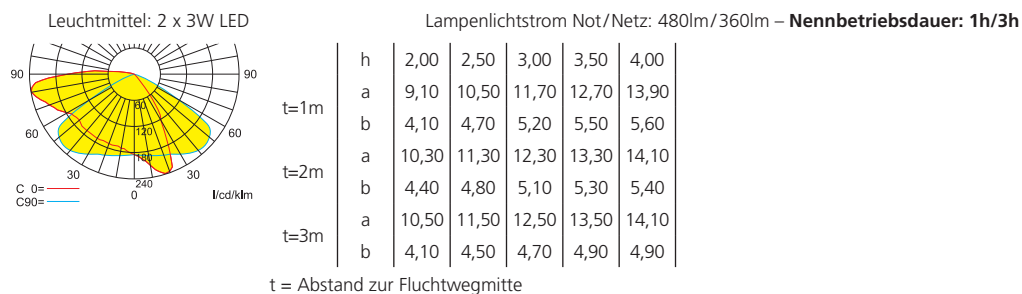 Leuchtmittel: 2 x 3W LED
Lampenlichtstrom Not/Netz: 480lm/360lm – Nennbetriebsdauer: 1h/3h
90 90
60 60
30 30
0
60
120
180
240
C 0=
C90=
l/cd/klm
h 2,00 2,50 3,00 3,50 4,00
t=1m
a 9,10 10,50 11,70 12,70 13,90
b 4,10 4,70 5,20 5,50 5,60
t=2m
a 10,30 11,30 12,30 13,30 14,10
b 4,40 4,80 5,10 5,30 5,40
t=3m
a 10,50 11,50 12,50 13,50 14,10
b 4,10 4,50 4,70 4,90 4,90
t = Abstand zur Fluchtwegmitte